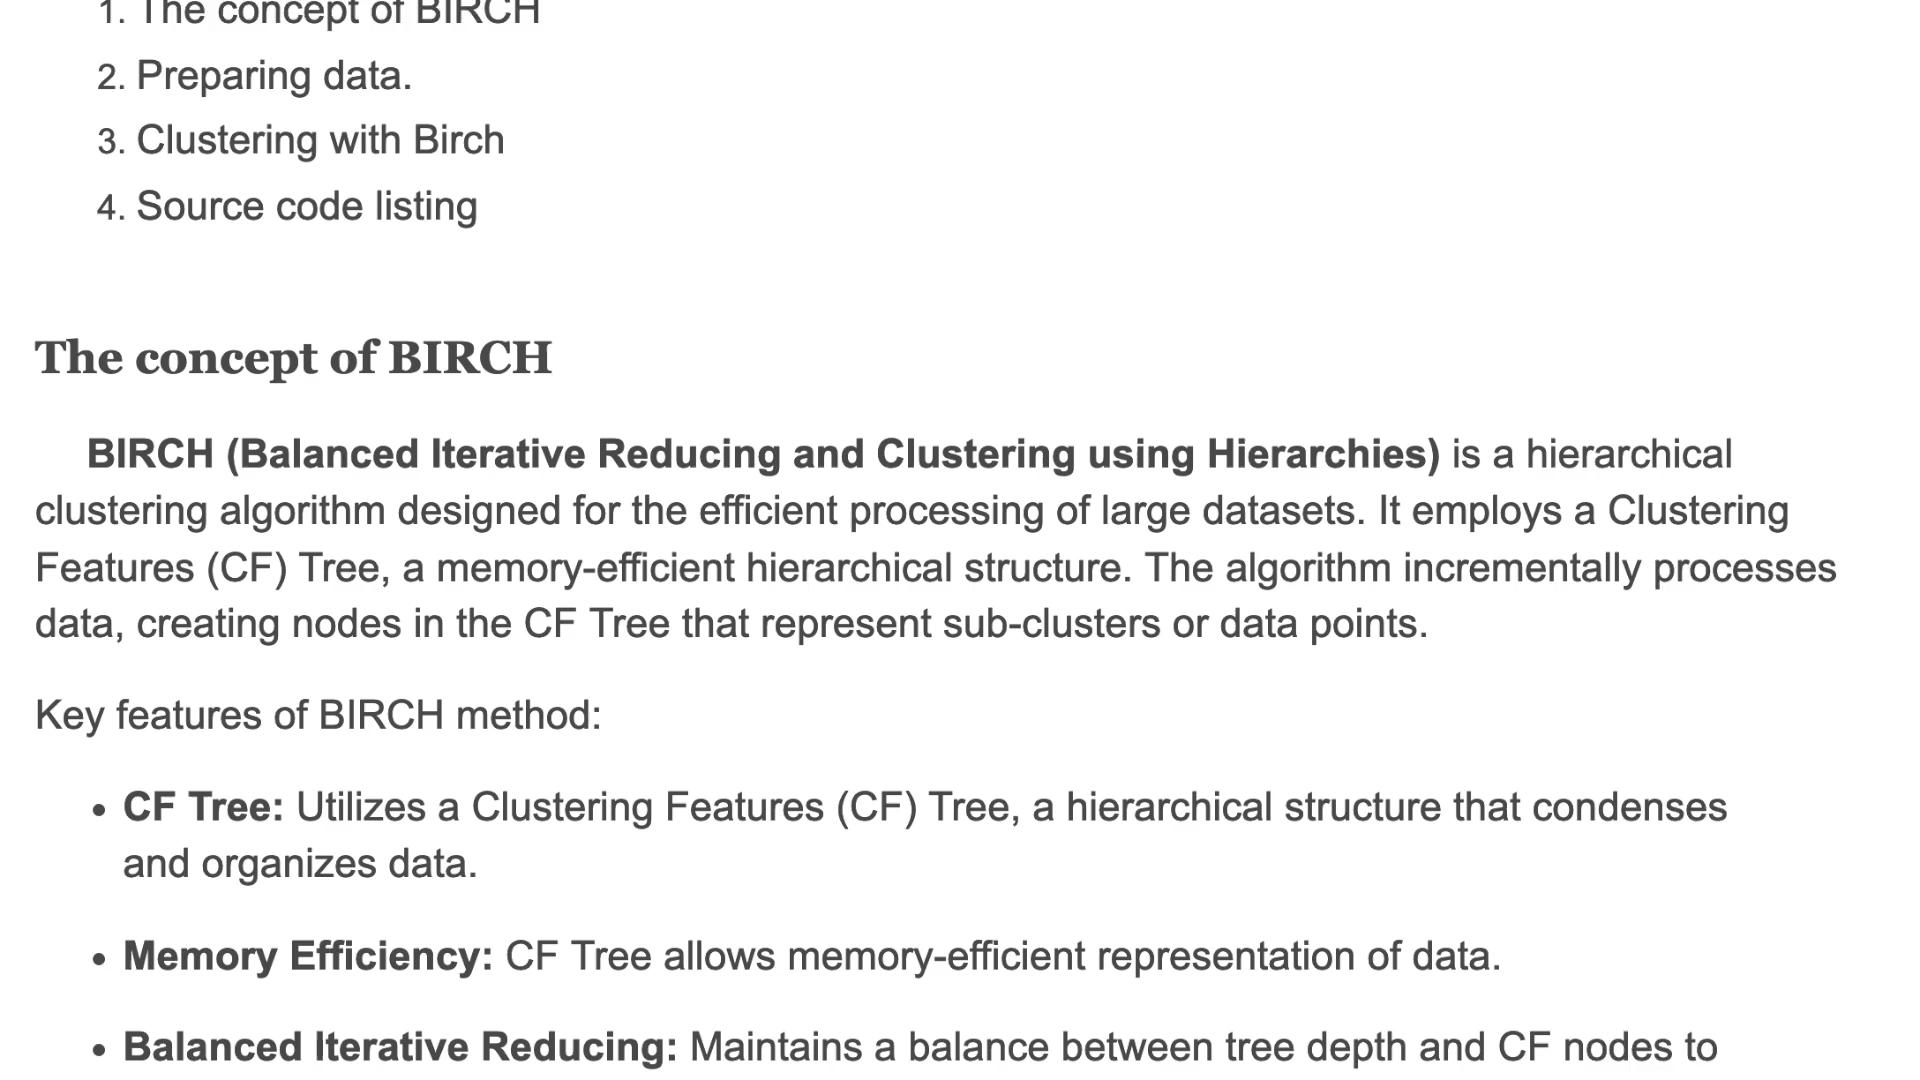 1. The concept of BIRCH
2. Preparing data.
3. Clustering with Birch
4. Source code listing
The concept of BIRCH
BIRCH (Balanced Iterative Reducing and Clustering using Hierarchies) is a hierarchical
clustering algorithm designed for the efficient processing of large datasets. It employs a Clustering
Features (CF) Tree, a memory-efficient hierarchical structure. The algorithm incrementally processes
data, creating nodes in the CF Tree that represent sub-clusters or data points.
Key features of BIRCH method:
• CF Tree: Utilizes a Clustering Features (CF) Tree, a hierarchical structure that condenses
and organizes data.
• Memory Efficiency: CF Tree allows memory-efficient representation of data.
• Balanced Iterative Reducing: Maintains a balance between tree depth and CF nodes to